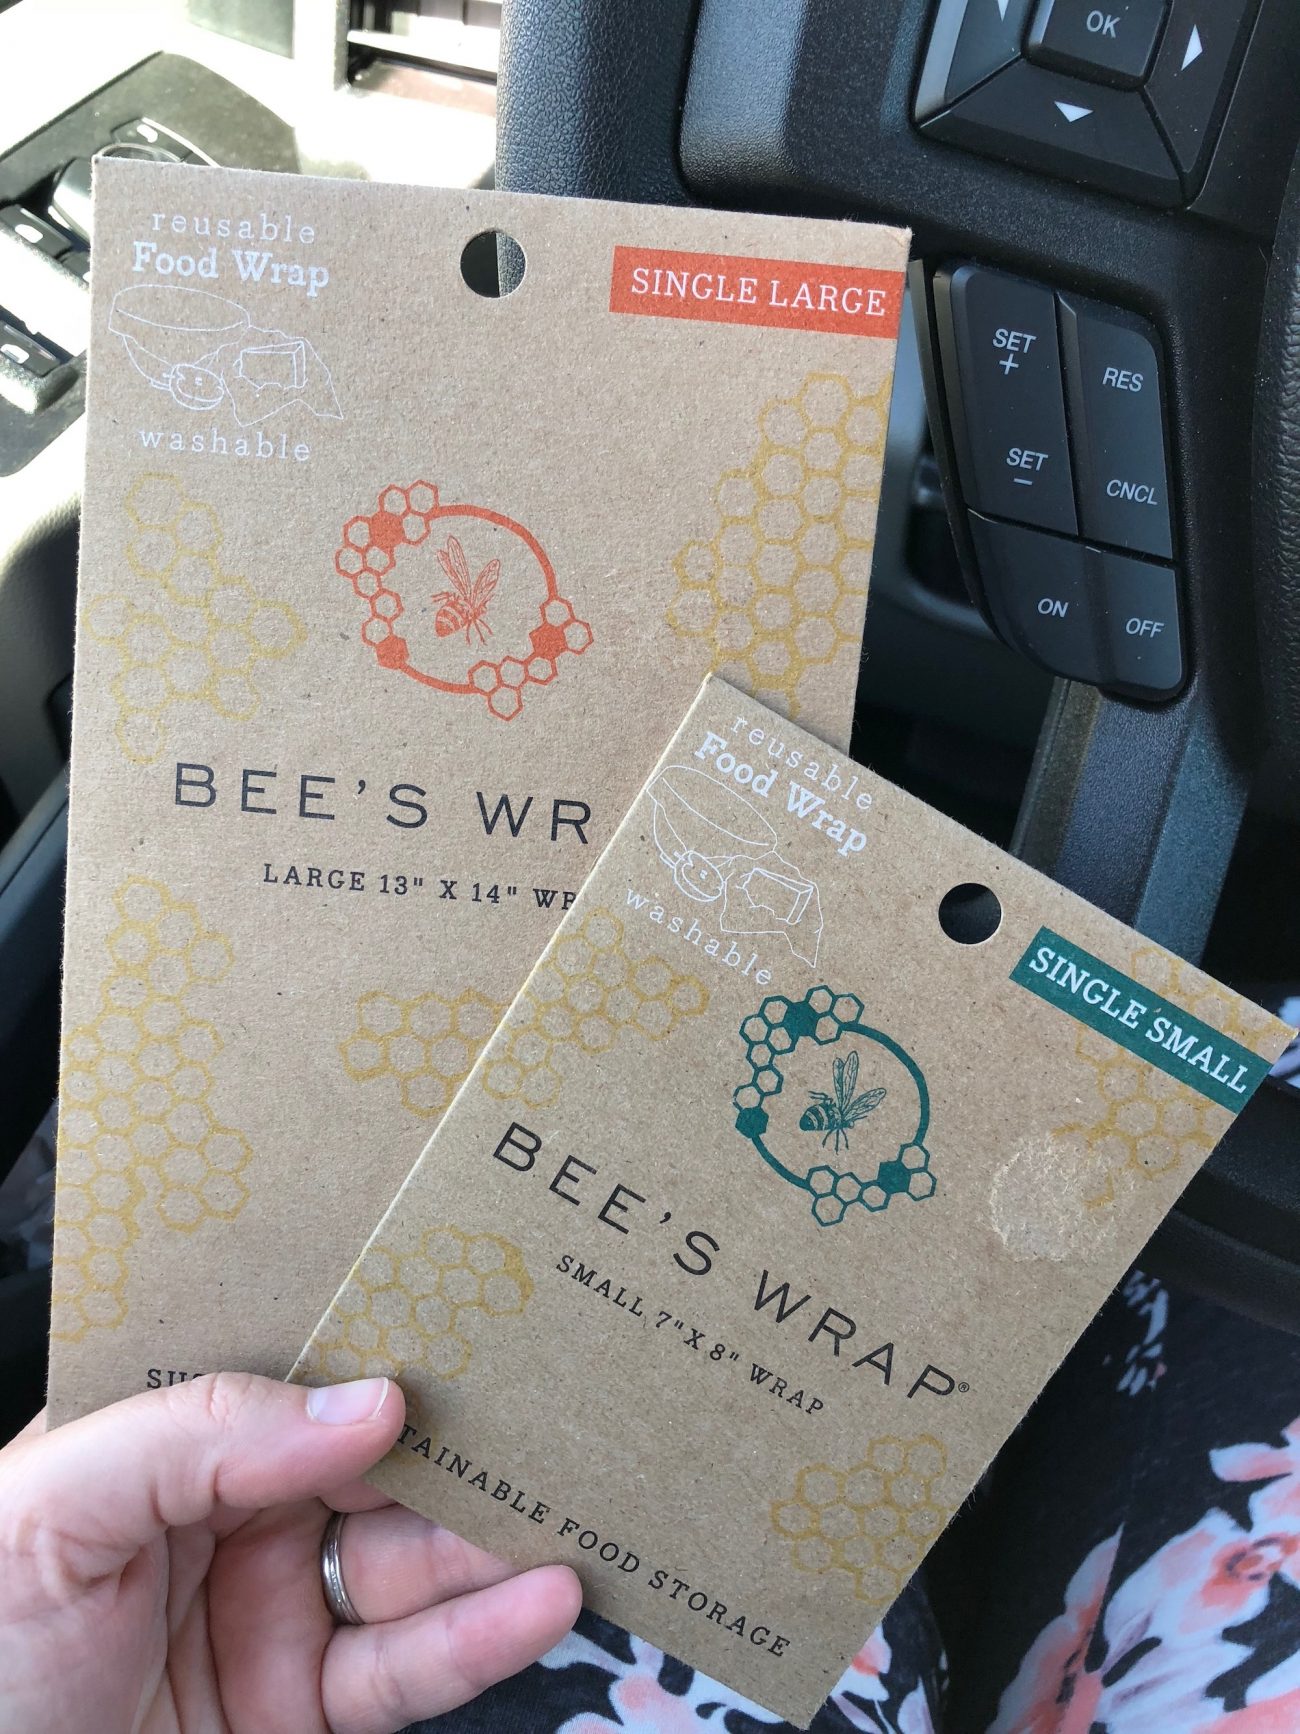 OK
SET
+
RES
SET
-
CNCL
ON
OFF
reusable
Food Wrap
washable
SINGLE LARGE
BEE'S WR
LARGE 13" X 14" WR
reusable
Food Wrap
washable
SINGLE SMALL
BEE'S WRAP®
SMALL 7"X 8" WRAP
TAINABLE FOOD STORAGE